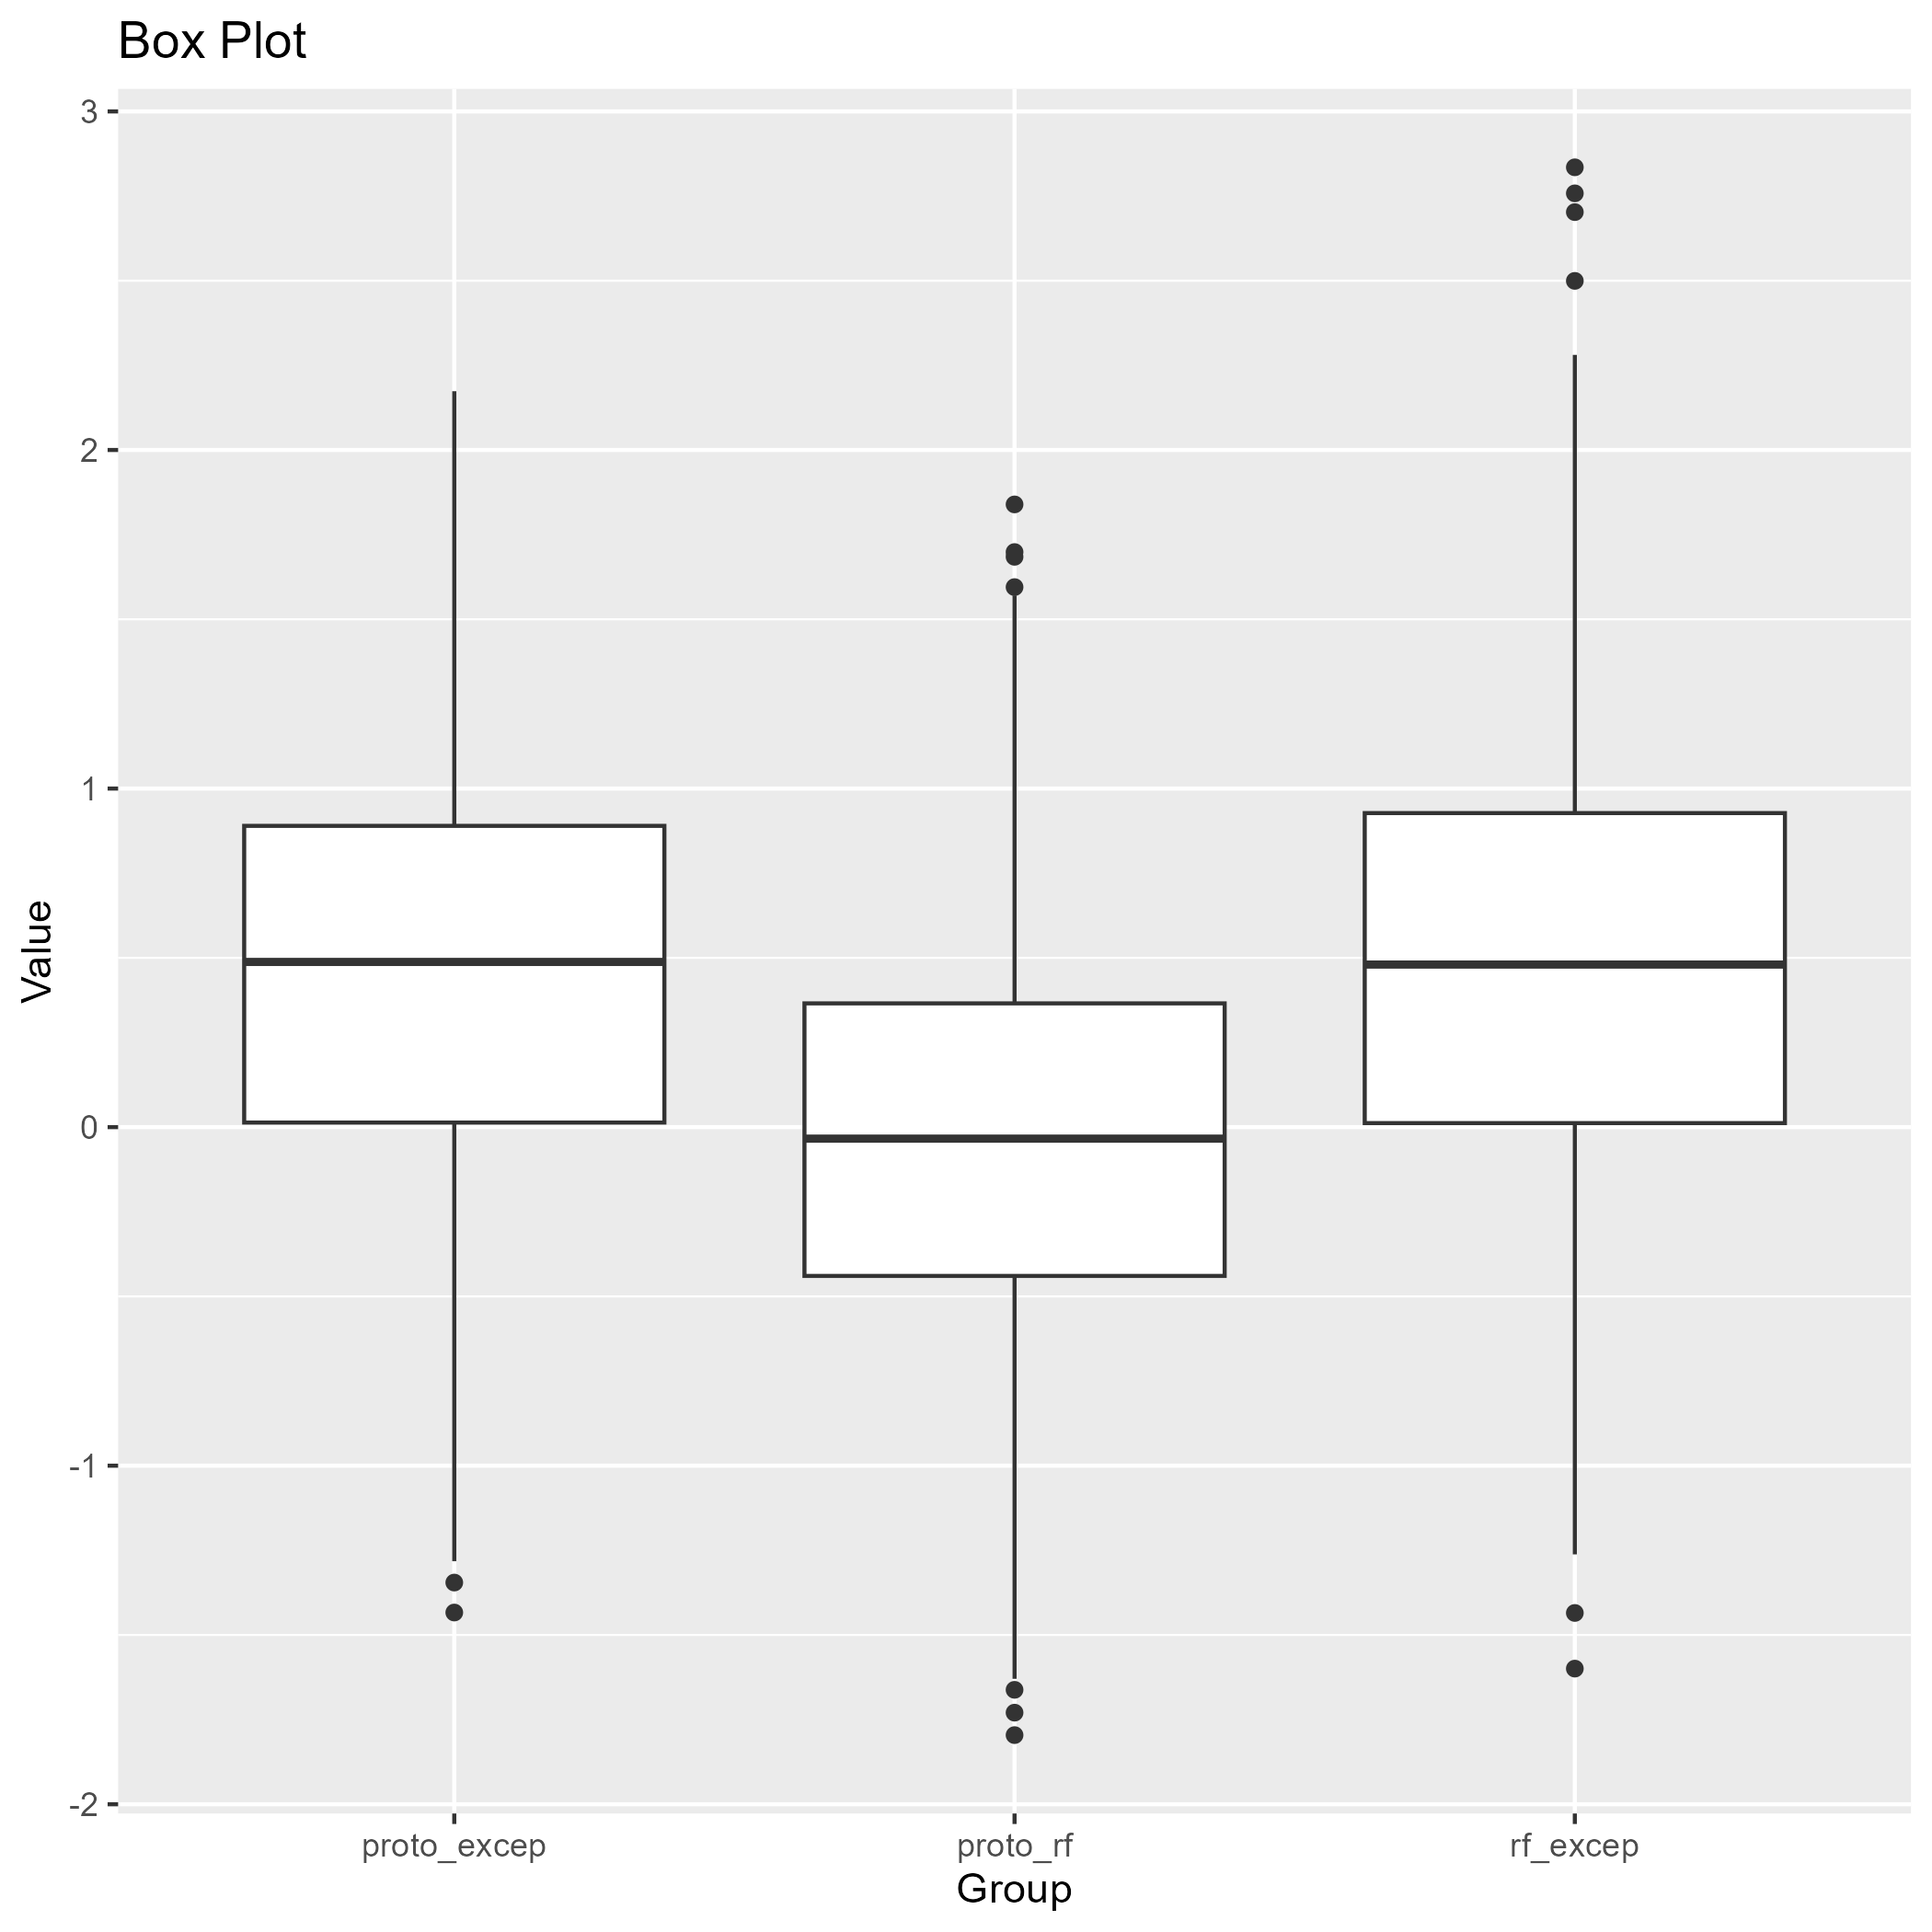 Box Plot
3
2
1
0
-1
-2
Value
proto_excep
proto_rf
rf_excep
Group